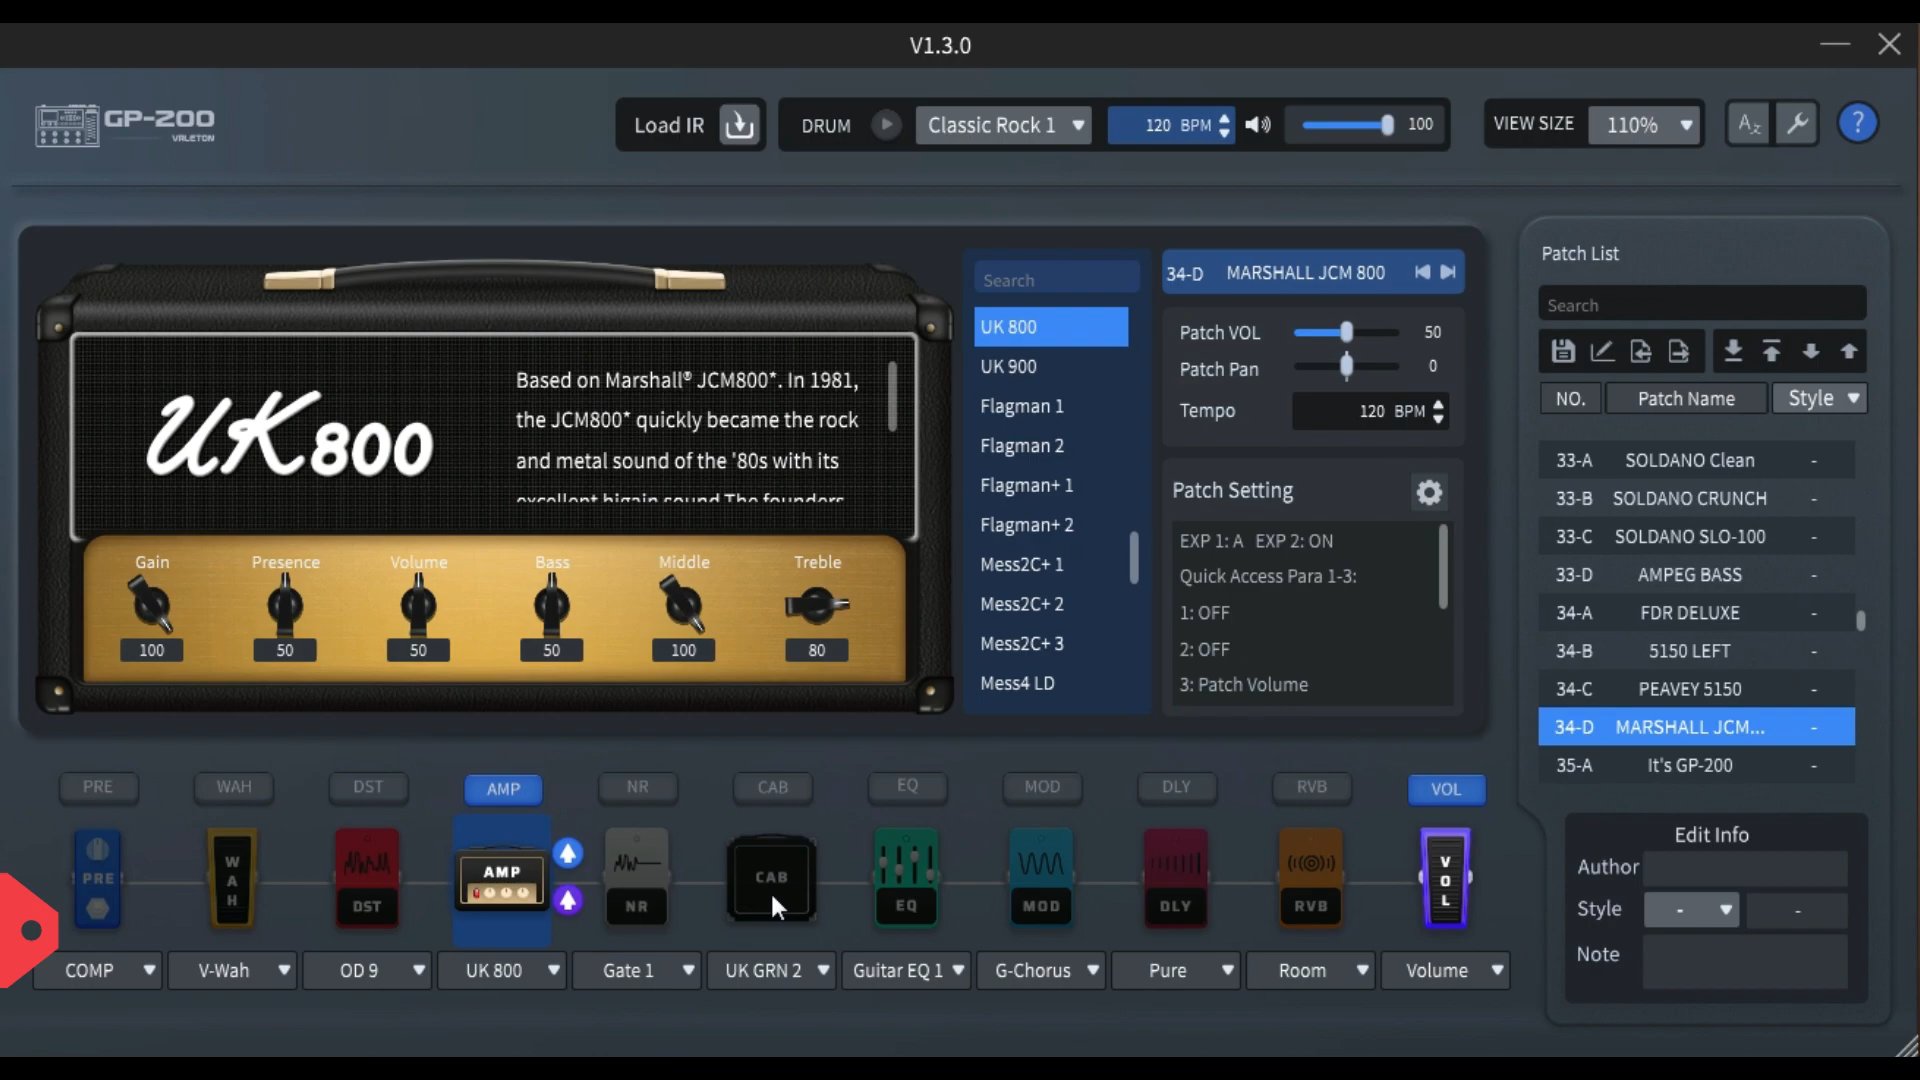 V1.3.0
GP-200
VALETON
Load IR
DRUM
Classic Rock 1
120 BPM
100
VIEW SIZE
110%
Az
?
UK800
Based on Marshall® JCM800*. In 1981,
the JCM800* quickly became the rock
and metal sound of the '80s with its
excellent higain sound The founders
Gain
Presence
Volume
Bass
Middle
Treble
100
50
50
50
100
80
Search
UK 800
UK 900
Flagman 1
Flagman 2
Flagman+ 1
Flagman+ 2
Mess2C+ 1
Mess2C+ 2
Mess2C+ 3
Mess4 LD
34-D MARSHALL JCM 800
Patch VOL 50
Patch Pan 0
Tempo 120 BPM
Patch Setting
EXP 1: A EXP 2: ON
Quick Access Para 1-3:
1: OFF
2: OFF
3: Patch Volume
Patch List
Search
NO. Patch Name Style
33-A SOLDANO Clean -
33-B SOLDANO CRUNCH -
33-C SOLDANO SLO-100 -
33-D AMPEG BASS -
34-A FDR DELUXE -
34-B 5150 LEFT -
34-C PEAVEY 5150 -
34-D MARSHALL JCM... -
35-A It's GP-200 -
Edit Info
Author
Style - -
Note
PRE WAH DST AMP NR CAB EQ MOD DLY RVB VOL
PRE
WAH
DST
AMP
NR
CAB
EQ
MOD
DLY
RVB
VOL
COMP V-Wah OD 9 UK 800 Gate 1 UK GRN 2 Guitar EQ 1 G-Chorus Pure Room Volume